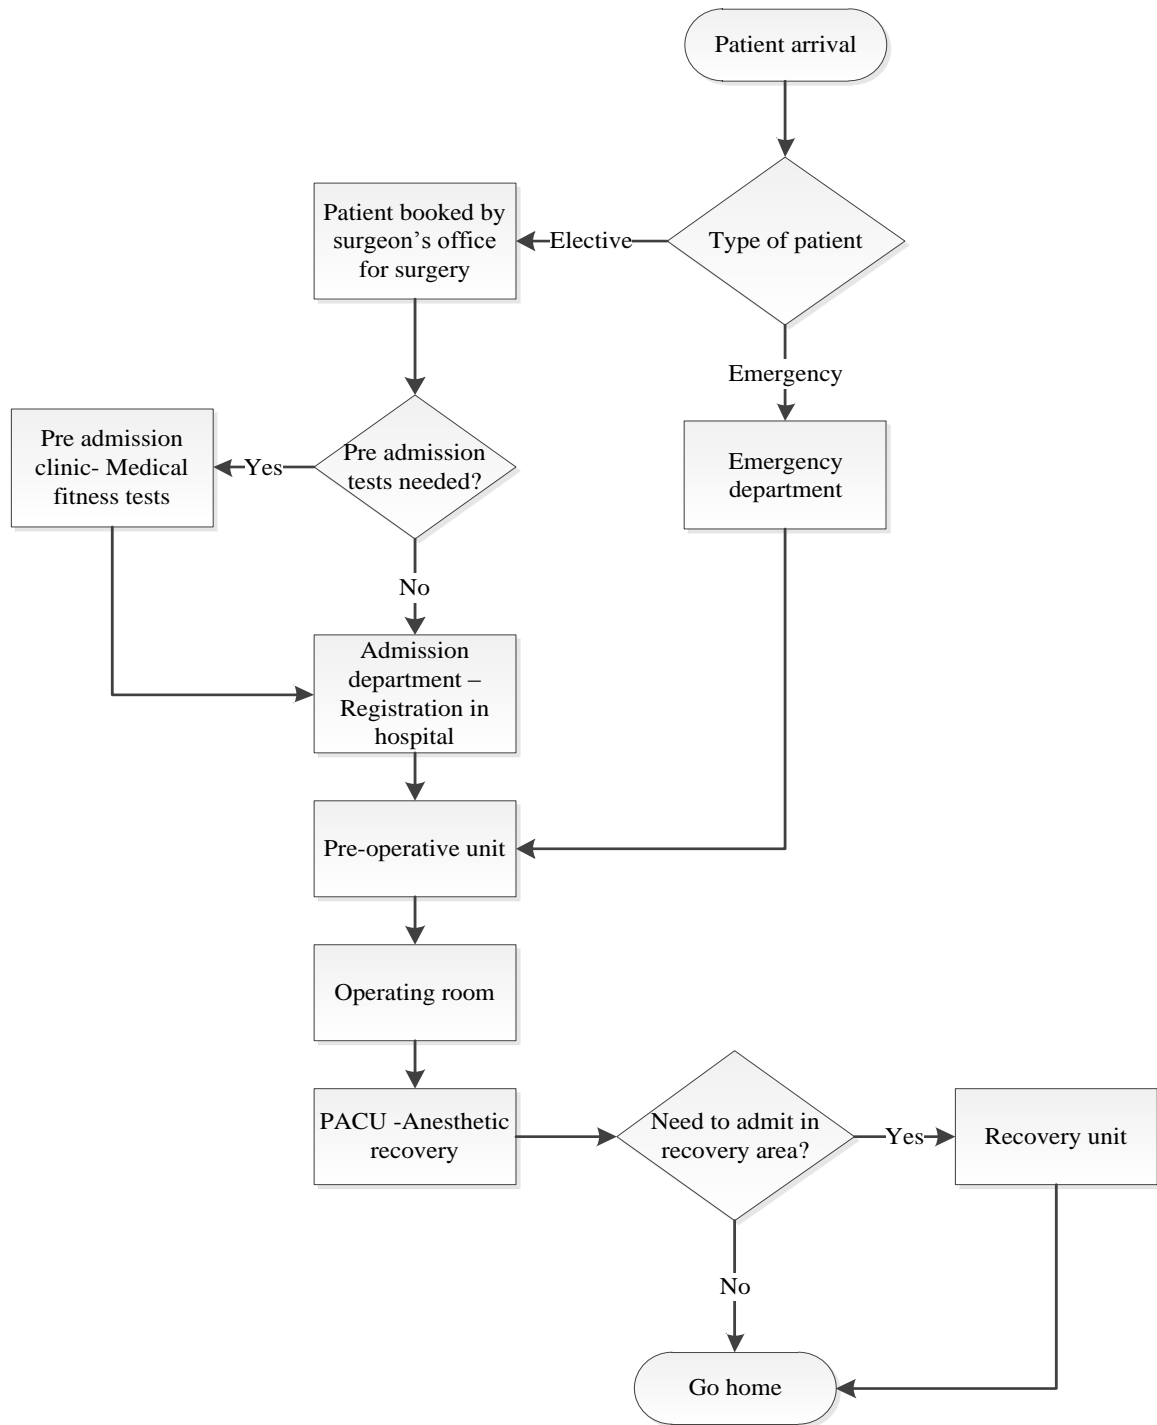 Patient arrival
Type of patient
Elective
Patient booked by
surgeon’s office
for surgery
Emergency
Emergency
department
Pre admission
tests needed?
Yes
Pre admission
clinic- Medical
fitness tests
No
Admission
department –
Registration in
hospital
Pre-operative unit
Operating room
PACU -Anesthetic
recovery
Need to admit in
recovery area?
Yes
Recovery unit
No
Go home